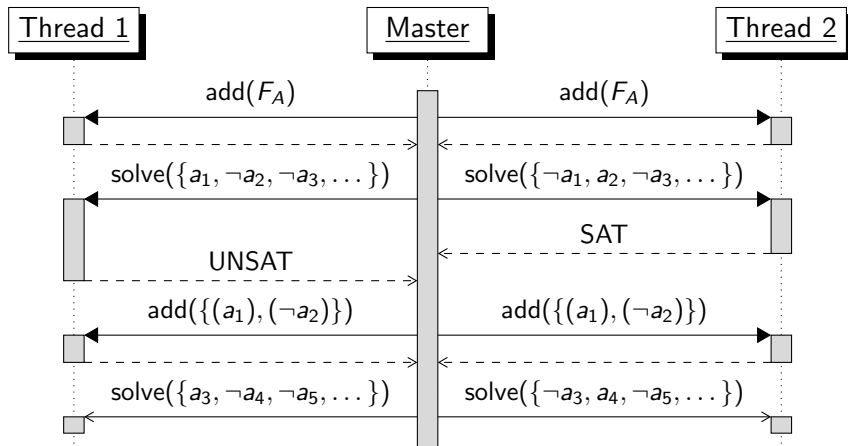 Thread 1 Master Thread 2
add(F_A) add(F_A)
solve({a₁, ¬a₂, ¬a₃, . . . }) solve({¬a₁, a₂, ¬a₃, . . . })
SAT
UNSAT
add({(a₁), (¬a₂)}) add({(a₁), (¬a₂)})
solve({a₃, ¬a₄, ¬a₅, . . . }) solve({¬a₃, a₄, ¬a₅, . . . })